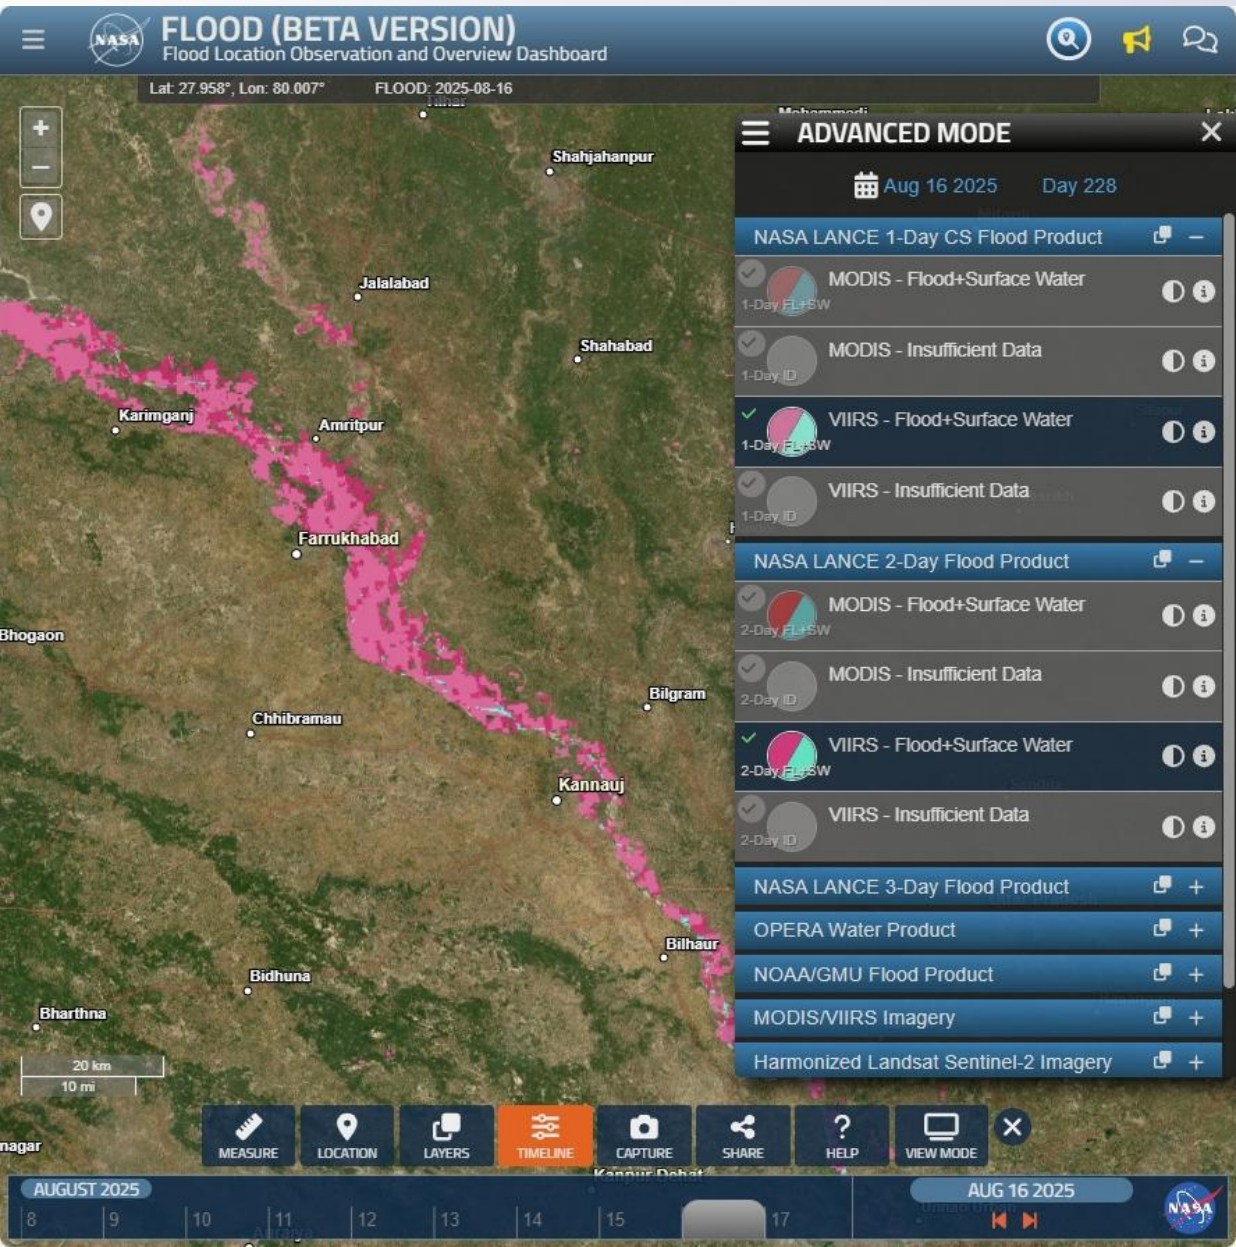 NASA
FLOOD (BETA VERSION)
Flood Location Observation and Overview Dashboard
Lat: 27.958°, Lon: 80.007°
FLOOD: 2025-08-16
Tilhar
Mohammadi
Shahjahanpur
Jalalabad
Shahabad
Karimganj
Amritpur
Farrukhabad
Bhogaon
Bilgram
Chhibramau
Kannauj
Bilhaur
Bidhuna
Bharthna
20 km
10 mi
nagar
Kanpur Dehat
ADVANCED MODE
Aug 16 2025 Day 228
NASA LANCE 1-Day CS Flood Product
MODIS - Flood+Surface Water
1-Day FL+SW
MODIS - Insufficient Data
1-Day ID
VIIRS - Flood+Surface Water
1-Day FL+SW
VIIRS - Insufficient Data
1-Day ID
NASA LANCE 2-Day Flood Product
MODIS - Flood+Surface Water
2-Day FL+SW
MODIS - Insufficient Data
2-Day ID
VIIRS - Flood+Surface Water
2-Day FL+SW
VIIRS - Insufficient Data
2-Day ID
NASA LANCE 3-Day Flood Product
OPERA Water Product
NOAA/GMU Flood Product
MODIS/VIIRS Imagery
Harmonized Landsat Sentinel-2 Imagery
MEASURE
LOCATION
LAYERS
TIMELINE
CAPTURE
SHARE
HELP
VIEW MODE
AUGUST 2025
8 9 10 11 12 13 14 15 17
Auraiya
AUG 16 2025
NASA